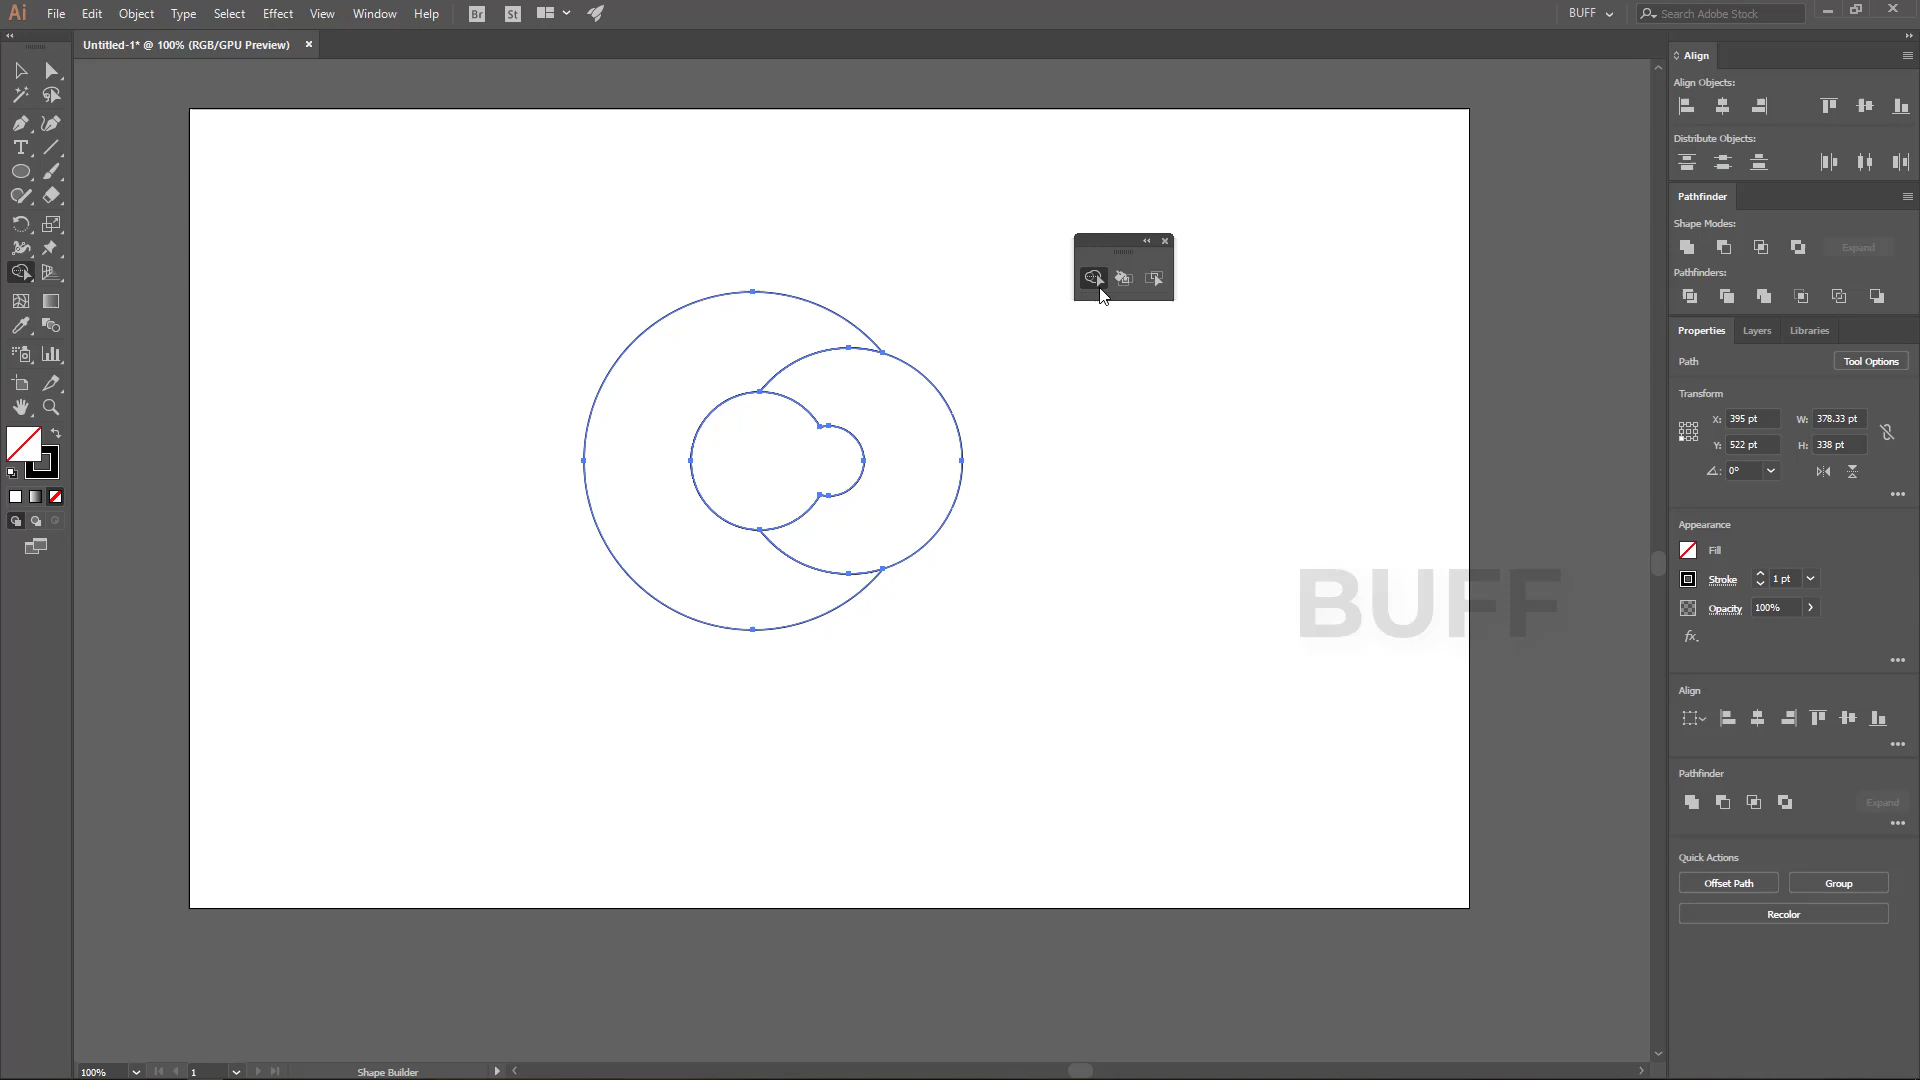 Ai File Edit Object Type Select Effect View Window Help Br St BUFF Search Adobe Stock
Untitled-1* @ 100% (RGB/GPU Preview)
Align
Align Objects:
Distribute Objects:
Pathfinder
Shape Modes:
Expand
Pathfinders:
Properties Layers Libraries
Path Tool Options
Transform
X: 395 pt W: 378.33 pt
Y: 522 pt H: 338 pt
0°
Appearance
Fill
Stroke 1 pt
Opacity 100%
fx.
BUFF
Align
Pathfinder
Expand
Quick Actions
Offset Path Group
Recolor
100% 1 Shape Builder